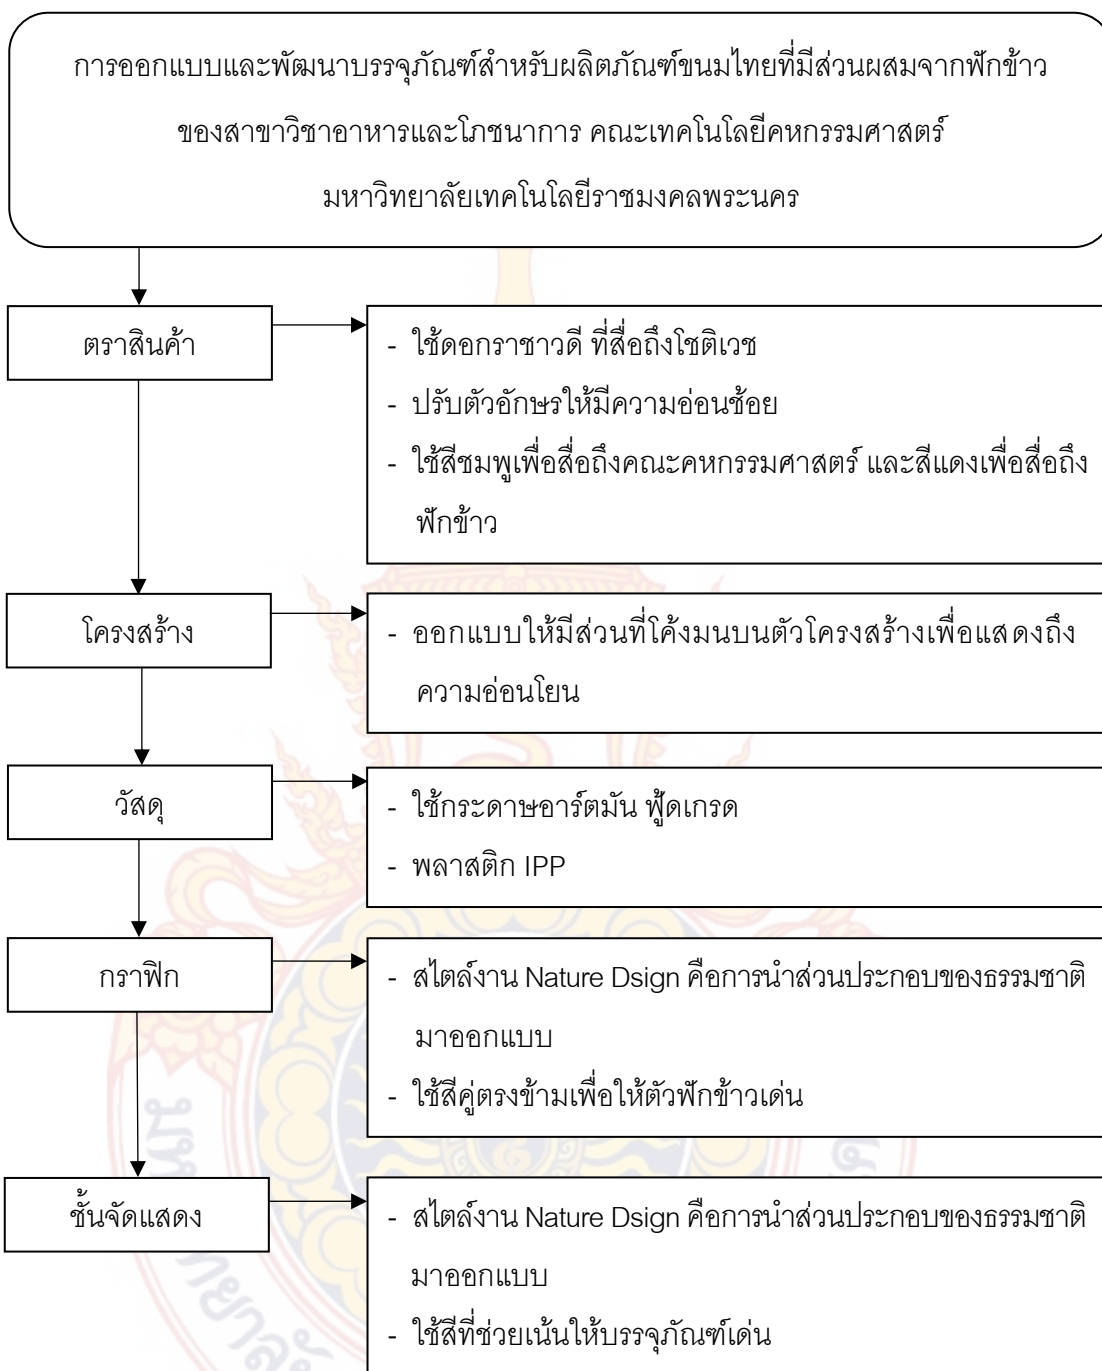 การออกแบบและพัฒนาบรรจุภัณฑ์สำหรับผลิตภัณฑ์ขนมไทยที่มีส่วนผสมจากฟักข้าว
ของสาขาวิชาอาหารและโภชนาการ คณะเทคโนโลยีคหกรรมศาสตร์
มหาวิทยาลัยเทคโนโลยีราชมงคลพระนคร
ตราสินค้า
- ใช้ดอกราชาวดี ที่สื่อถึงโชติเวช
- ปรับตัวอักษรให้มีความอ่อนช้อย
- ใช้สีชมพูเพื่อสื่อถึงคณะคหกรรมศาสตร์ และสีแดงเพื่อสื่อถึง
ฟักข้าว
โครงสร้าง
- ออกแบบให้มีส่วนที่โค้งมนบนตัวโครงสร้างเพื่อแสดงถึง
ความอ่อนโยน
วัสดุ
- ใช้กระดาษอาร์ตมัน ฟู้ดเกรด
- พลาสติก IPP
กราฟิก
- สไตล์งาน Nature Dsign คือการนำส่วนประกอบของธรรมชาติ
มาออกแบบ
- ใช้สีคู่ตรงข้ามเพื่อให้ตัวฟักข้าวเด่น
ชั้นจัดแสดง
- สไตล์งาน Nature Dsign คือการนำส่วนประกอบของธรรมชาติ
มาออกแบบ
- ใช้สีที่ช่วยเน้นให้บรรจุภัณฑ์เด่น